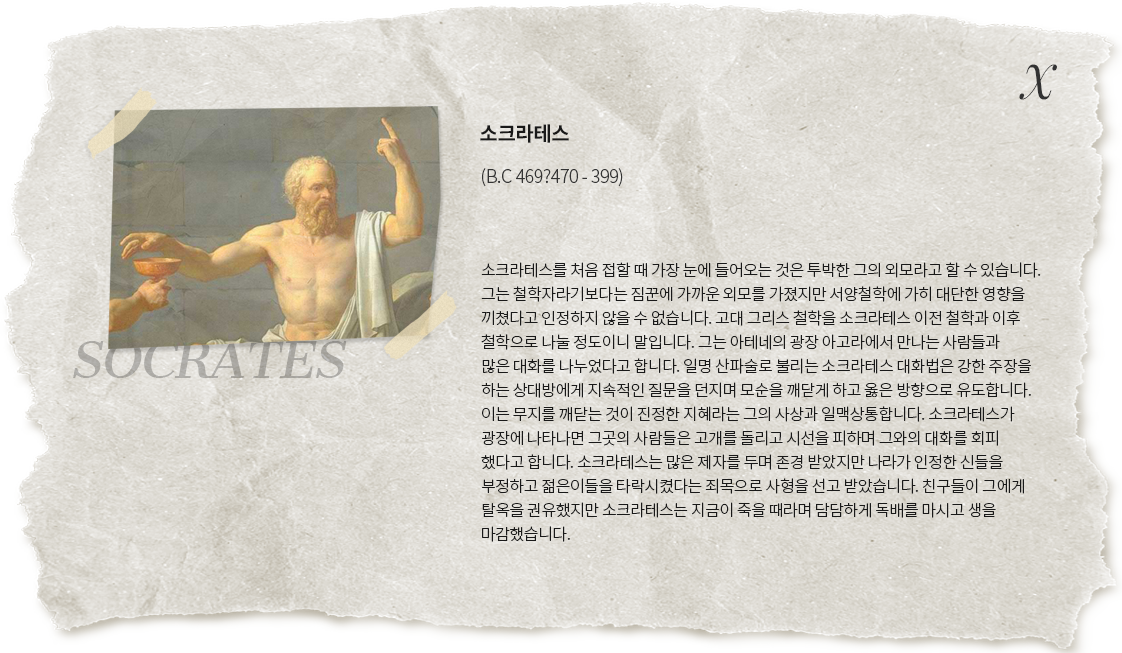 x
소크라테스
(B.C 469?470 - 399)
SOCRATES
소크라테스를 처음 접할 때 가장 눈에 들어오는 것은 투박한 그의 외모라고 할 수 있습니다.
그는 철학자라기보다는 짐꾼에 가까운 외모를 가졌지만 서양철학에 가히 대단한 영향을
끼쳤다고 인정하지 않을 수 없습니다. 고대 그리스 철학을 소크라테스 이전 철학과 이후
철학으로 나눌 정도이니 말입니다. 그는 아테네의 광장 아고라에서 만나는 사람들과
많은 대화를 나누었다고 합니다. 일명 산파술로 불리는 소크라테스 대화법은 강한 주장을
하는 상대방에게 지속적인 질문을 던지며 모순을 깨닫게 하고 옳은 방향으로 유도합니다.
이는 무지를 깨닫는 것이 진정한 지혜라는 그의 사상과 일맥상통합니다. 소크라테스가
광장에 나타나면 그곳의 사람들은 고개를 돌리고 시선을 피하며 그와의 대화를 회피
했다고 합니다. 소크라테스는 많은 제자를 두며 존경 받았지만 나라가 인정한 신들을
부정하고 젊은이들을 타락시켰다는 죄목으로 사형을 선고 받았습니다. 친구들이 그에게
탈옥을 권유했지만 소크라테스는 지금이 죽을 때라며 담담하게 독배를 마시고 생을
마감했습니다.